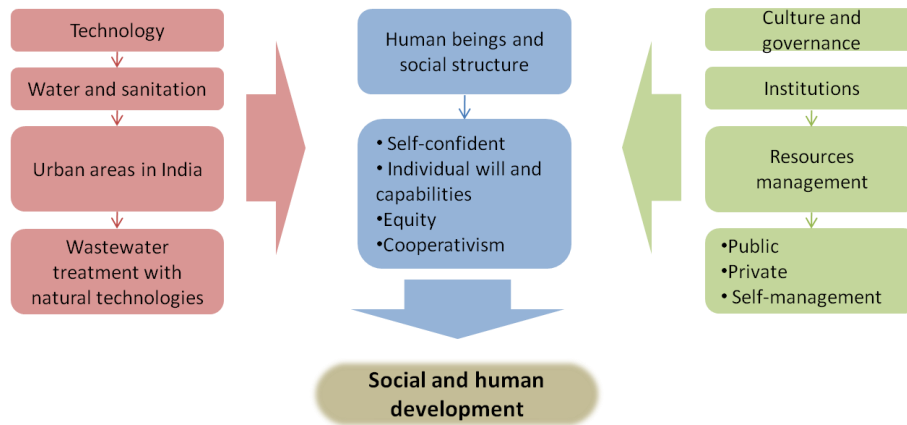 Technology
Water and sanitation
Urban areas in India
Wastewater
treatment with
natural technologies
Human beings and
social structure
• Self-confident
• Individual will and
capabilities
•Equity
•Cooperativism
Culture and
governance
Institutions
Resources
management
•Public
•Private
• Self-management
Social and human
development